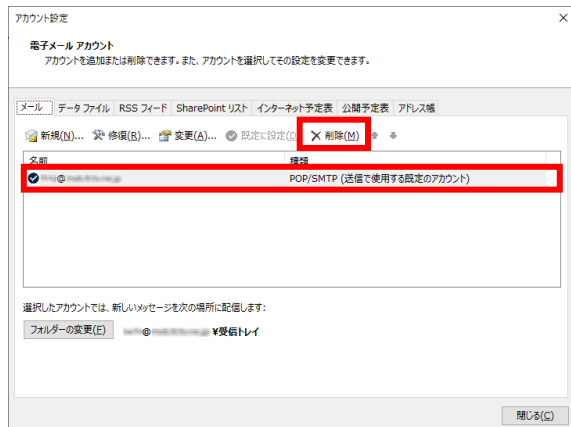 アカウント設定
電子メール アカウント
アカウントを追加または削除できます。また、アカウントを選択してその設定を変更できます。
メール データ ファイル RSS フィード SharePoint リスト インターネット予定表 公開予定表 アドレス帳
新規(N)... 修復(R)... 変更(A)... 既定に設定(D) 削除(M)
名前 種類
@ POP/SMTP (送信で使用する既定のアカウント)
選択したアカウントでは、新しいメッセージを次の場所に配信します:
フォルダーの変更(F) @ ¥受信トレイ
閉じる(C)